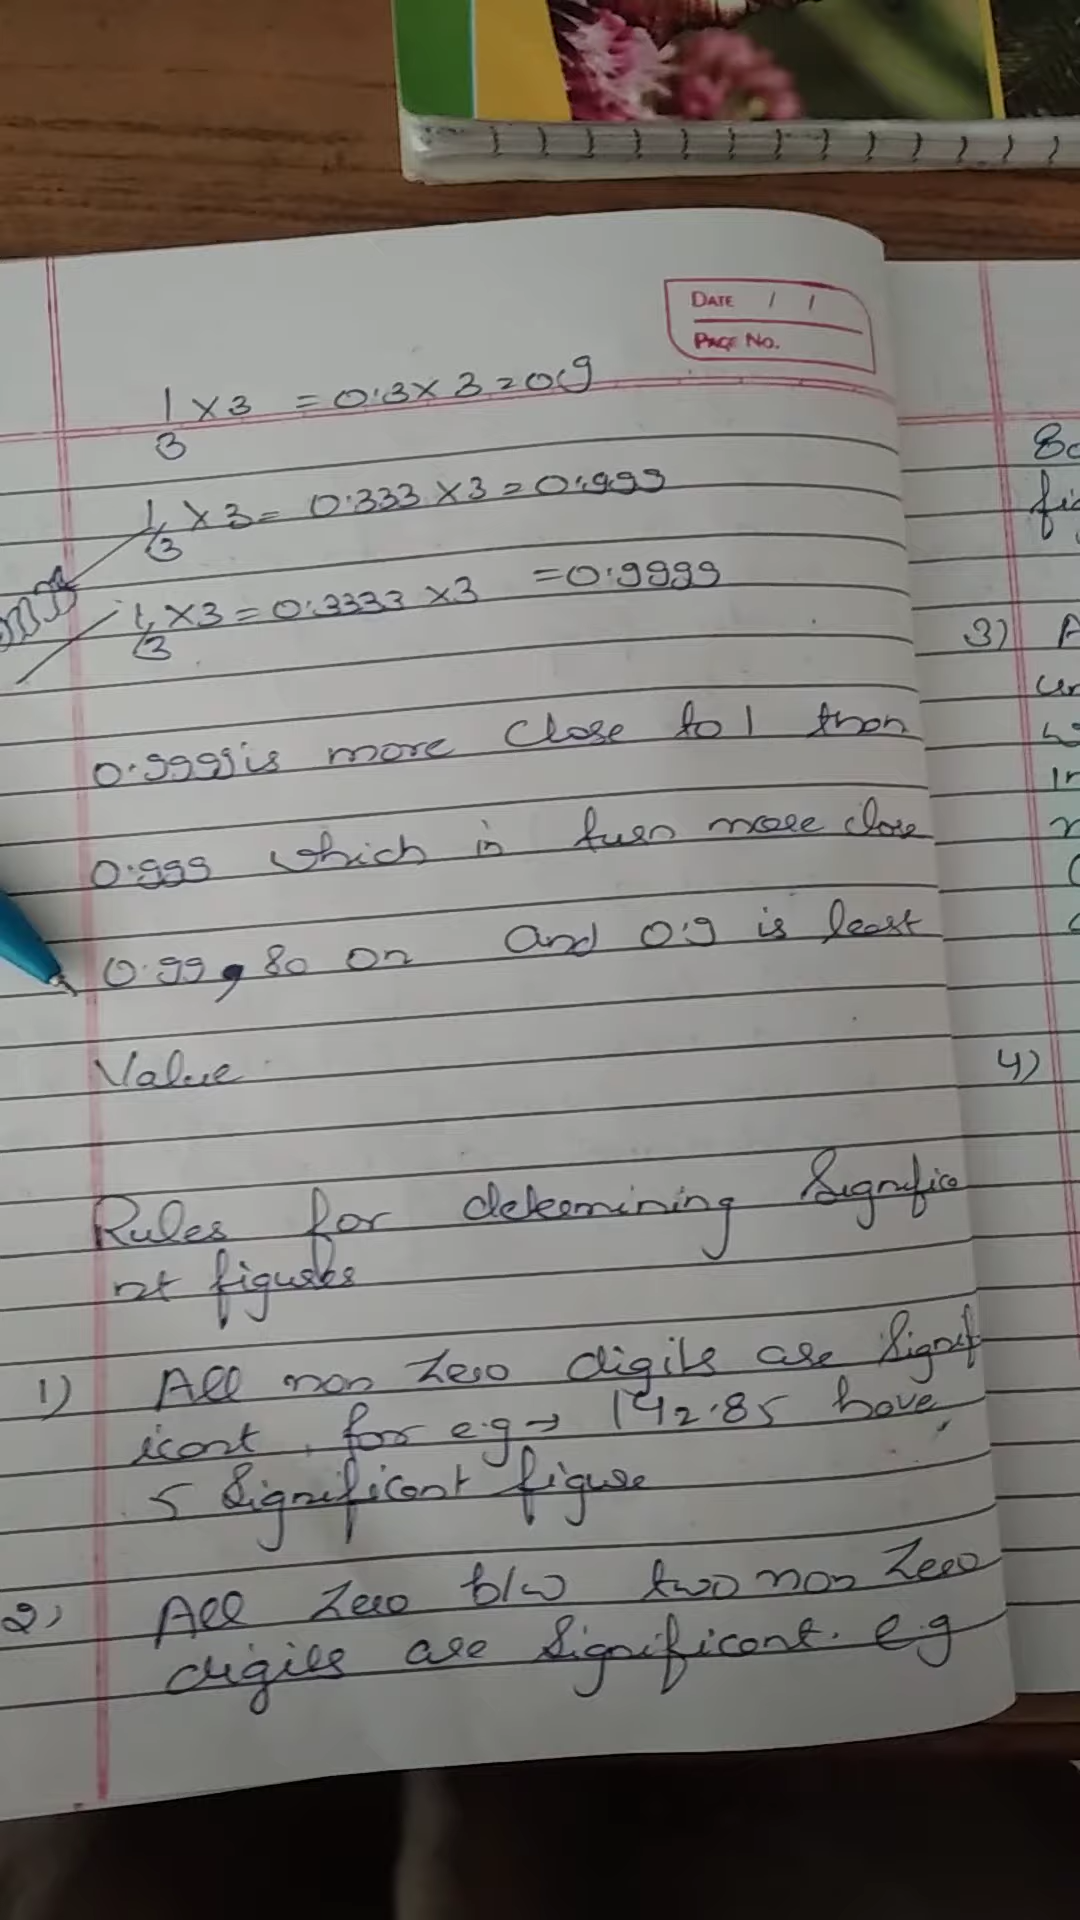 DATE / /
PAGE No.
1/3 × 3 = 0.3 × 3 = 0.9
1/3 × 3 = 0.333 × 3 = 0.999
1/3 × 3 = 0.3333 × 3 = 0.9999
0.9999 is more close to 1 than
0.999 which in turn more close
0.99, so on and 0.9 is least
Value
Rules for determining Significa
nt figures
1) All non zero digits are Signif
icant, for e.g → 142.85 have
5 Significant figure
2) All zero b/w two non zero
digits are significant. e.g
3)
4)